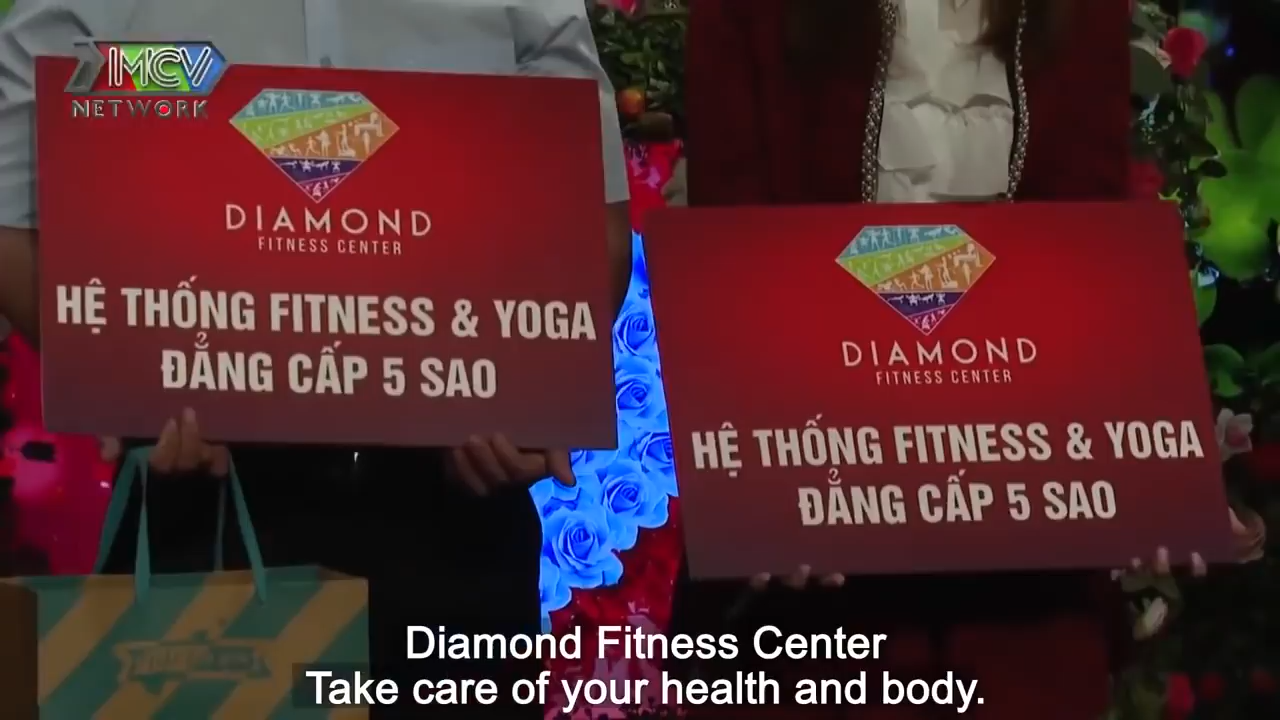 MCV
NETWORK
DIAMOND
FITNESS CENTER
HỆ THỐNG FITNESS & YOGA
ĐẲNG CẤP 5 SAO
DIAMOND
FITNESS CENTER
HỆ THỐNG FITNESS & YOGA
ĐẲNG CẤP 5 SAO
Diamond Fitness Center
Take care of your health and body.